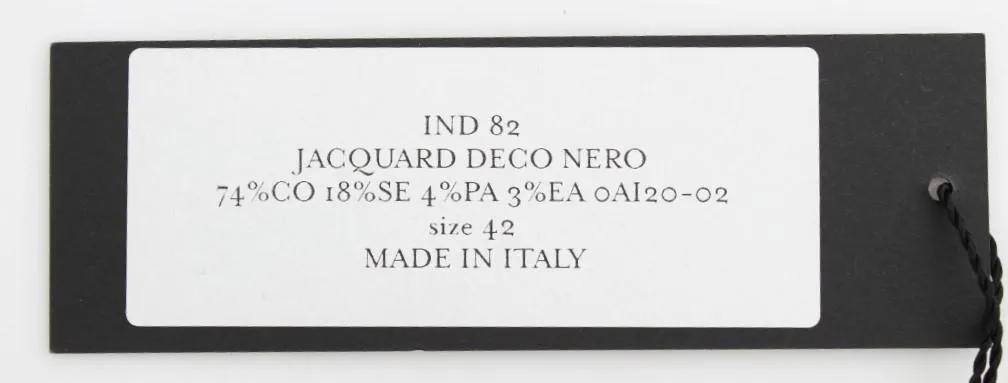 IND 82
JACQUARD DECO NERO
74%CO 18%SE 4%PA 3%EA 0AI20-02
size 42
MADE IN ITALY